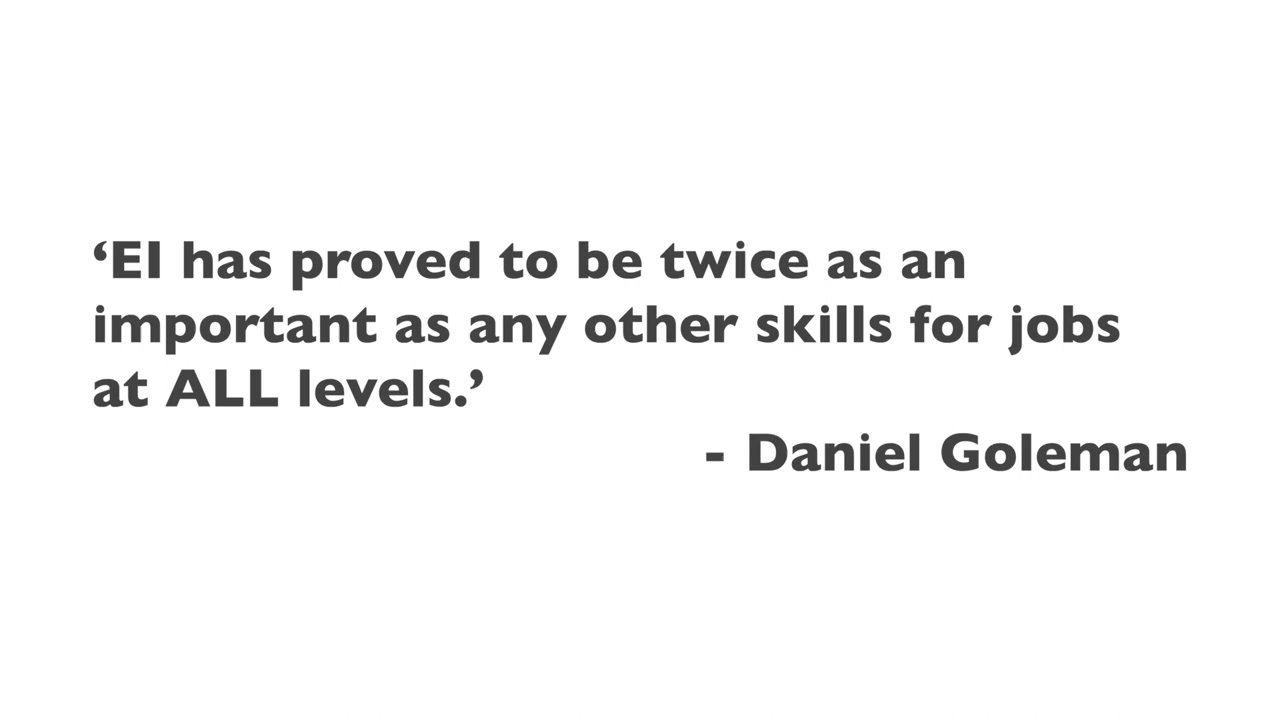 ‘EI has proved to be twice as an
important as any other skills for jobs
at ALL levels.’
- Daniel Goleman